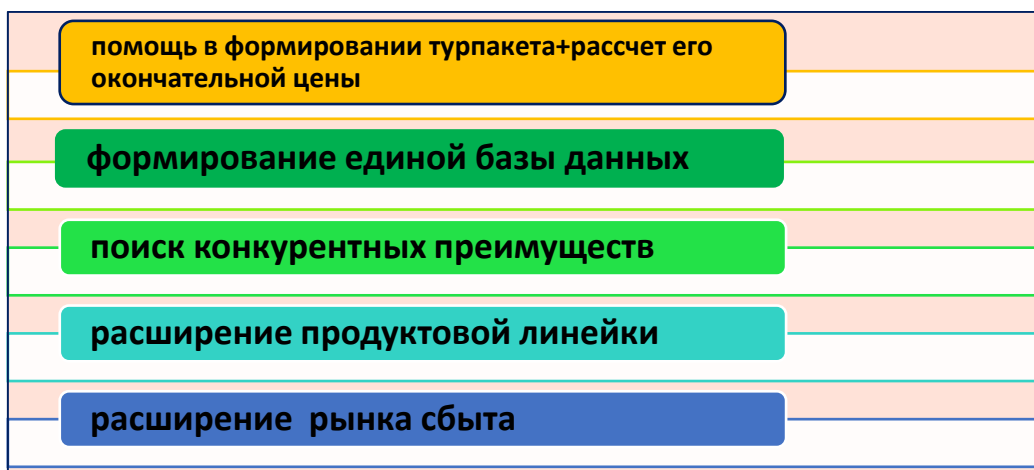 помощь в формировании турпакета+рассчет его
окончательной цены
формирование единой базы данных
поиск конкурентных преимуществ
расширение продуктовой линейки
расширение  рынка сбыта